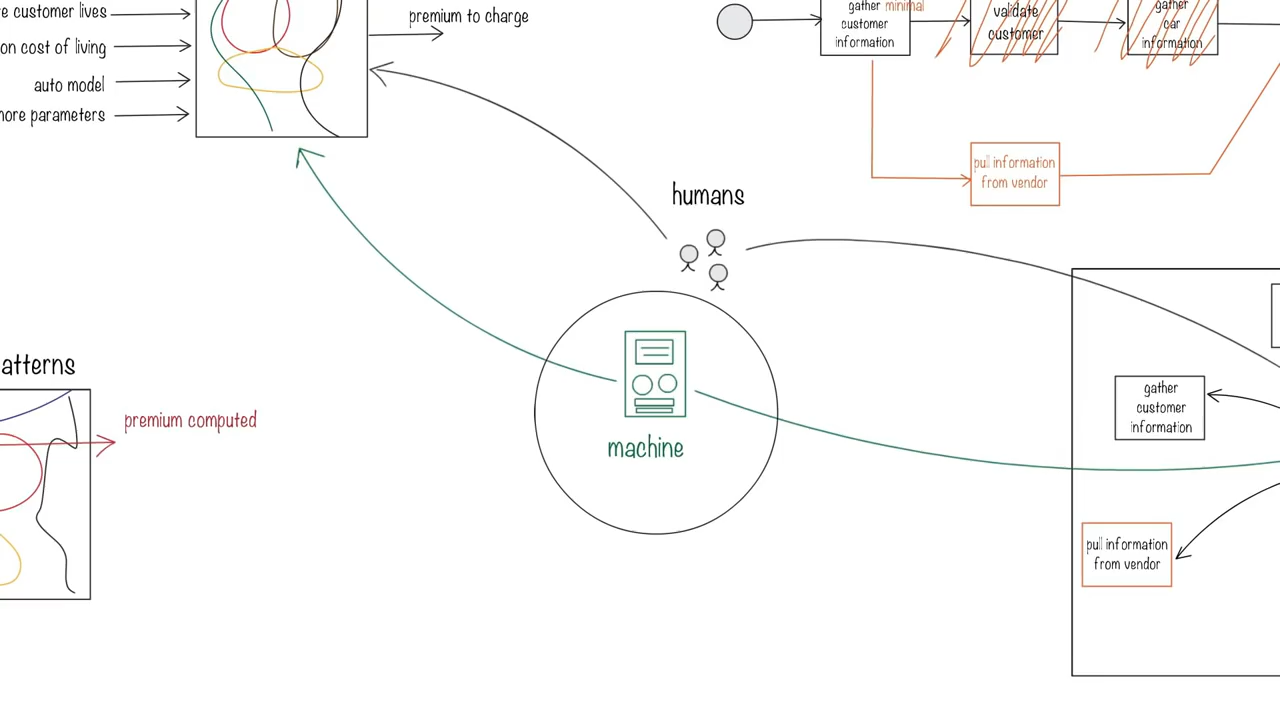 e customer lives
on cost of living
auto model
more parameters
premium to charge
gather minimal
customer
information
validate
customer
gather
car
information
pull information
from vendor
humans
machine
atterns
premium computed
gather
customer
information
pull information
from vendor